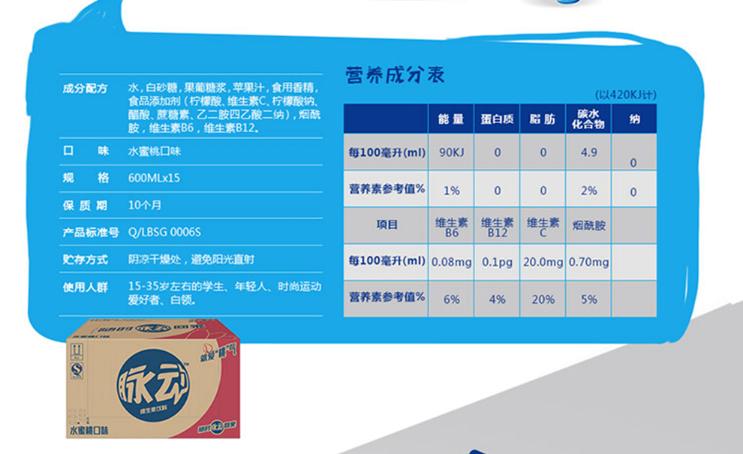 成分配方 水,白砂糖,果葡糖浆,苹果汁,食用香精,
食品添加剂(柠檬酸、维生素C、柠檬酸钠、
醋酸、蔗糖素、乙二胺四乙酸二纳),烟酰
胺,维生素B6,维生素B12。
口 味 水蜜桃口味
规 格 600MLx15
保 质 期 10个月
产品标准号 Q/LBSG 0006S
贮存方式 阴凉干燥处,避免阳光直射
使用人群 15-35岁左右的学生、年轻人、时尚运动
爱好者、白领。
营养成分表
(以420KJ计)
能 量 蛋白质 脂 肪 碳水化合物 纳
每100毫升(ml) 90KJ 0 0 4.9 0
营养素参考值% 1% 0 0 2% 0
项目 维生素B6 维生素B12 维生素C 烟酰胺
每100毫升(ml) 0.08mg 0.1pg 20.0mg 0.70mg
营养素参考值% 6% 4% 20% 5%
脉动
维生素饮料
水蜜桃口味